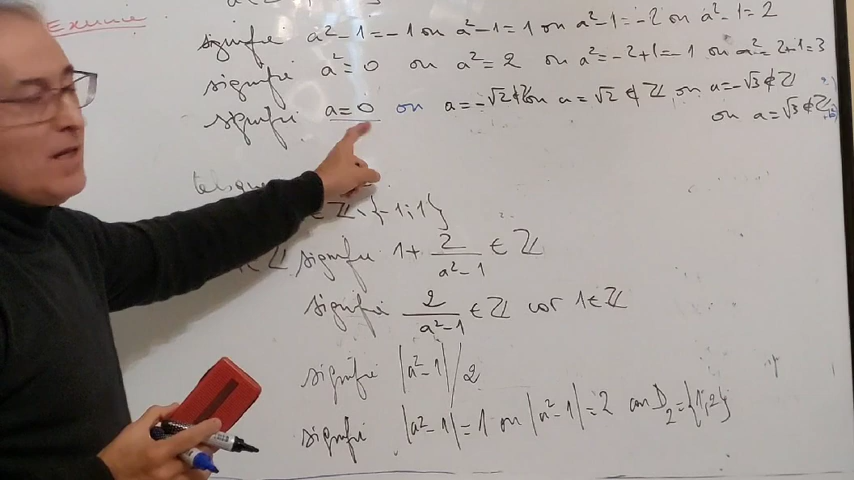 Exercice
signifie a²-1=-1 ou a²-1=1 ou a²-1=-2 ou a²-1=2
signifie a²=0 ou a²=2 ou a²=-2+1=-1 ou a²=2+1=3
signifie a=0 ou a=-√2∉ℤ ou a=√2∉ℤ ou a=-√3∉ℤ
ou a=√3∉ℤ
telsque
∈ℤ\{-1;1}
∈ℤ signifie 1+2/(a²-1)∈ℤ
signifie 2/(a²-1)∈ℤ car 1∈ℤ
signifie |a²-1|/2
signifie |a²-1|=1 ou |a²-1|=2 car D₂={1;2}